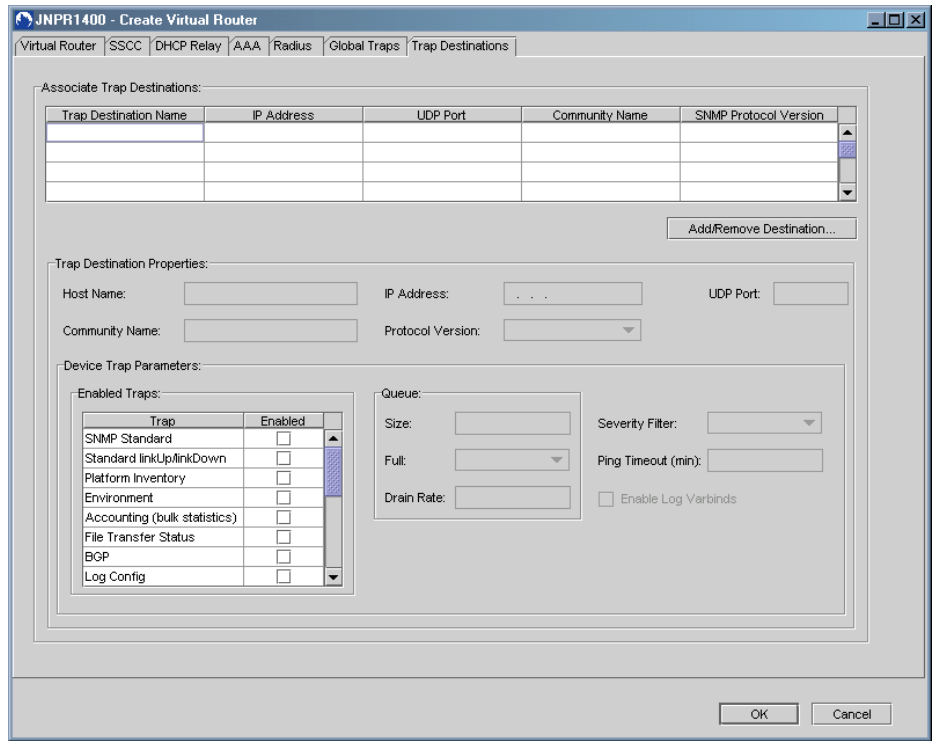 JNPR1400 - Create Virtual Router
Virtual Router SSCC DHCP Relay AAA Radius Global Traps Trap Destinations
Associate Trap Destinations:
Trap Destination Name IP Address UDP Port Community Name SNMP Protocol Version
Add/Remove Destination...
Trap Destination Properties:
Host Name: IP Address: . . . UDP Port:
Community Name: Protocol Version:
Device Trap Parameters:
Enabled Traps: Queue:
Trap Enabled
Size: Severity Filter:
SNMP Standard
Standard linkUp/linkDown
Full: Ping Timeout (min):
Platform Inventory
Environment
Drain Rate: Enable Log Varbinds
Accounting (bulk statistics)
File Transfer Status
BGP
Log Config
OK Cancel